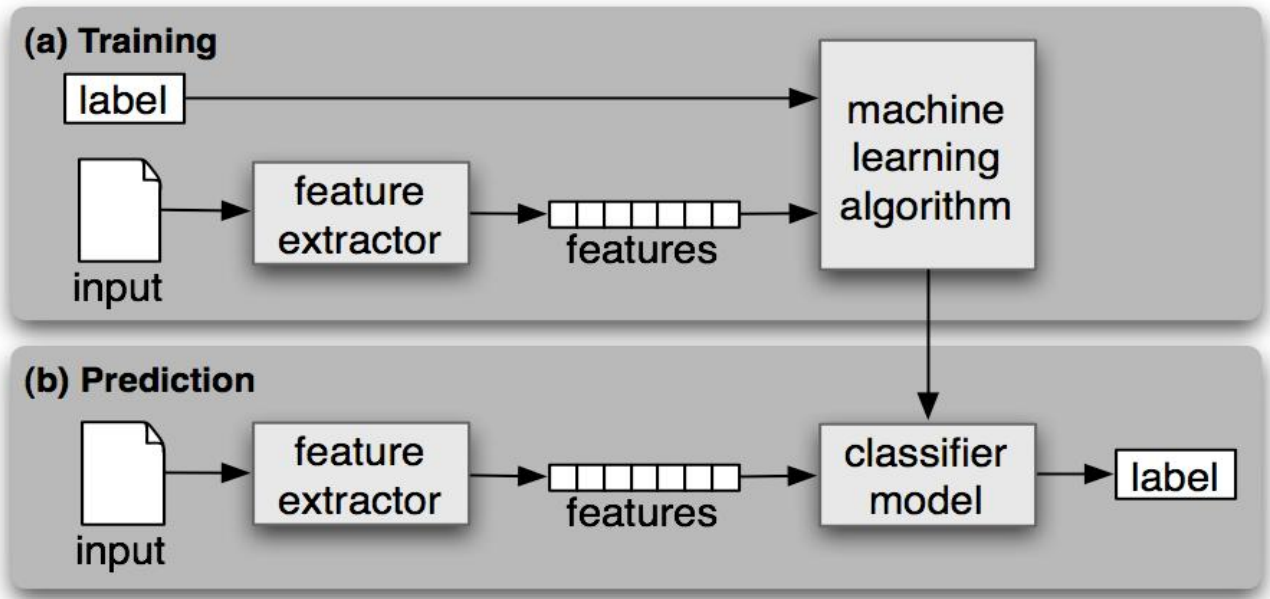 (a) Training
label
machine
learning
algorithm
feature
extractor
features
input
(b) Prediction
feature
extractor
features
input
classifier
model
label